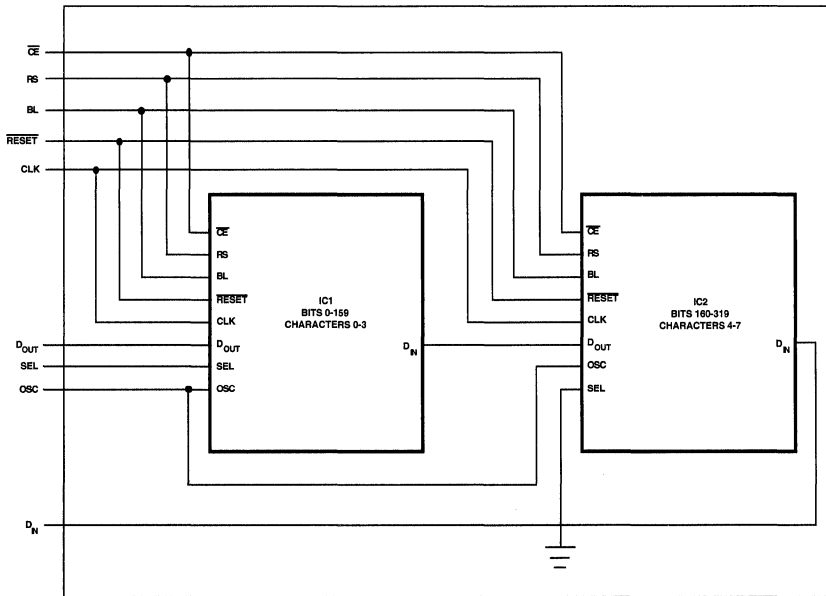 CE
RS
BL
RESET
CLK
DOUT
SEL
OSC
DIN
CE
RS
BL
RESET
CLK
DOUT
SEL
OSC
IC1
BITS 0-159
CHARACTERS 0-3
DIN
CE
RS
BL
RESET
CLK
DOUT
OSC
SEL
IC2
BITS 160-319
CHARACTERS 4-7
DIN